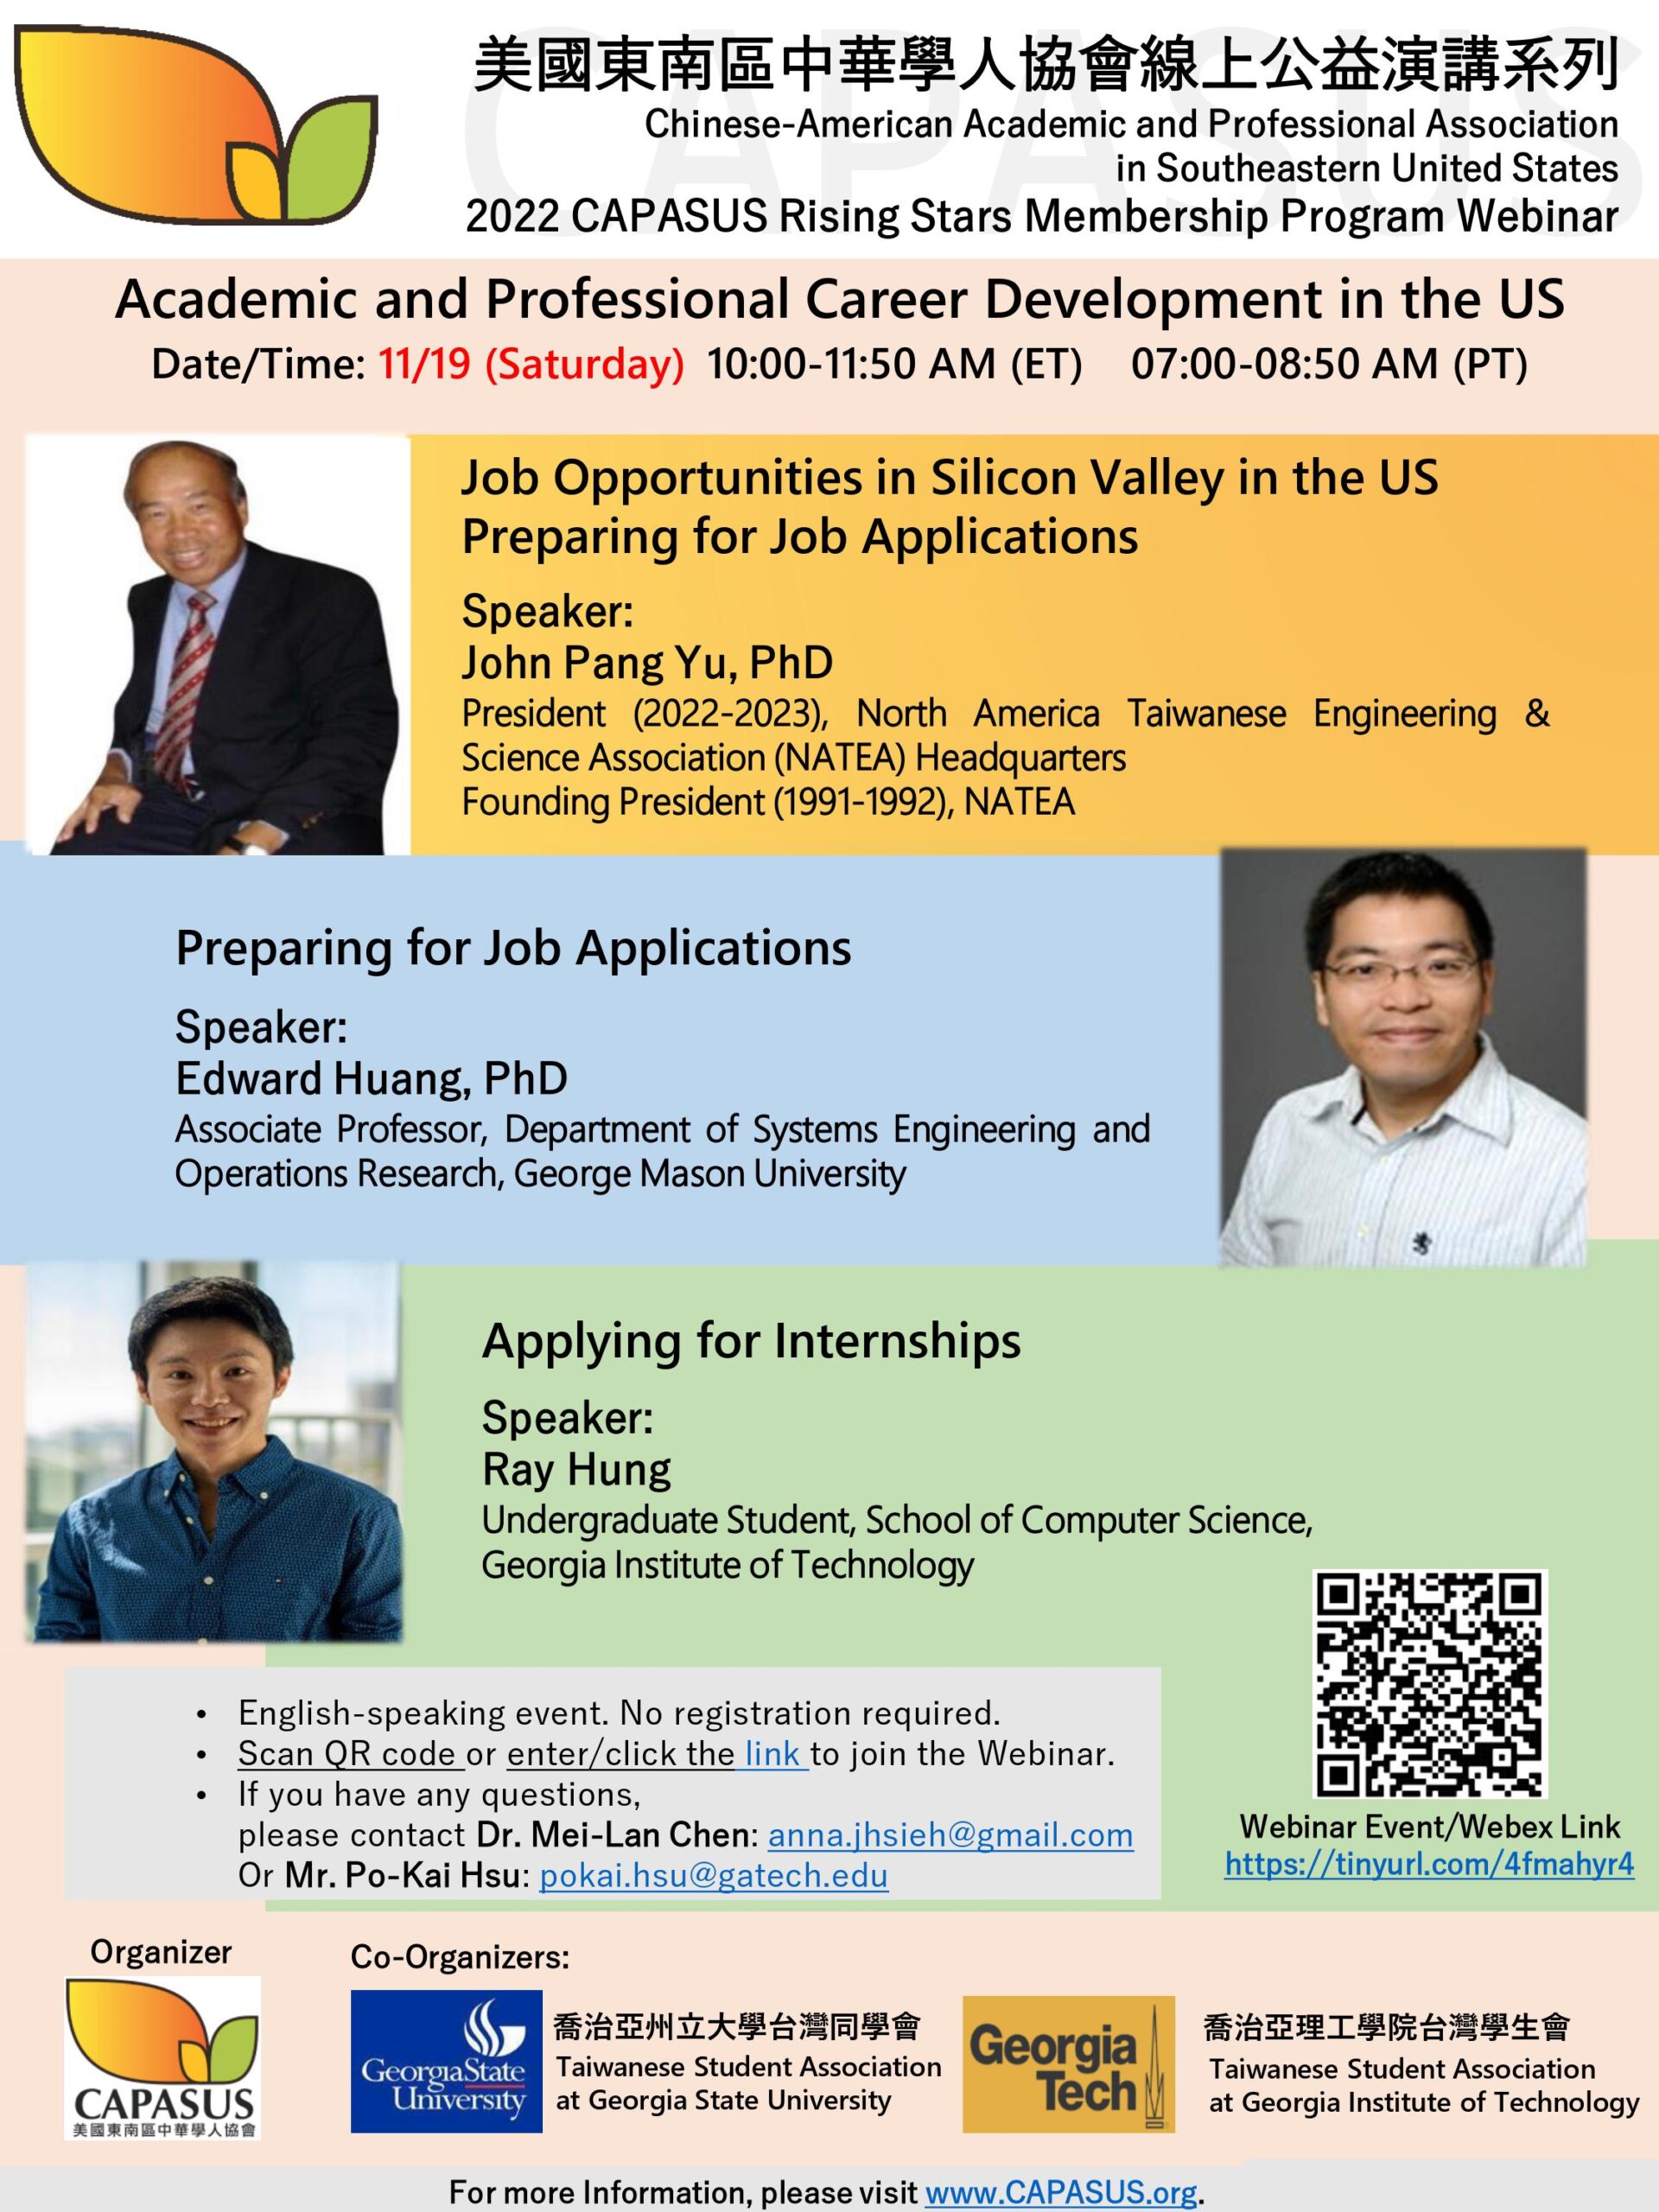 美國東南區中華學人協會線上公益演講系列
Chinese-American Academic and Professional Association
in Southeastern United States
2022 CAPASUS Rising Stars Membership Program Webinar
CAPASUS
Academic and Professional Career Development in the US
Date/Time: 11/19 (Saturday) 10:00-11:50 AM (ET) 07:00-08:50 AM (PT)
Job Opportunities in Silicon Valley in the US
Preparing for Job Applications
Speaker:
John Pang Yu, PhD
President (2022-2023), North America Taiwanese Engineering &
Science Association (NATEA) Headquarters
Founding President (1991-1992), NATEA
Preparing for Job Applications
Speaker:
Edward Huang, PhD
Associate Professor, Department of Systems Engineering and
Operations Research, George Mason University
Applying for Internships
Speaker:
Ray Hung
Undergraduate Student, School of Computer Science,
Georgia Institute of Technology
• English-speaking event. No registration required.
• Scan QR code or enter/click the link to join the Webinar.
• If you have any questions,
please contact Dr. Mei-Lan Chen: anna.jhsieh@gmail.com
Or Mr. Po-Kai Hsu: pokai.hsu@gatech.edu
Webinar Event/Webex Link
https://tinyurl.com/4fmahyr4
Organizer
CAPASUS
美國東南區中華學人協會
Co-Organizers:
GeorgiaState
University
喬治亞州立大學台灣同學會
Taiwanese Student Association
at Georgia State University
Georgia
Tech
喬治亞理工學院台灣學生會
Taiwanese Student Association
at Georgia Institute of Technology
For more Information, please visit www.CAPASUS.org.